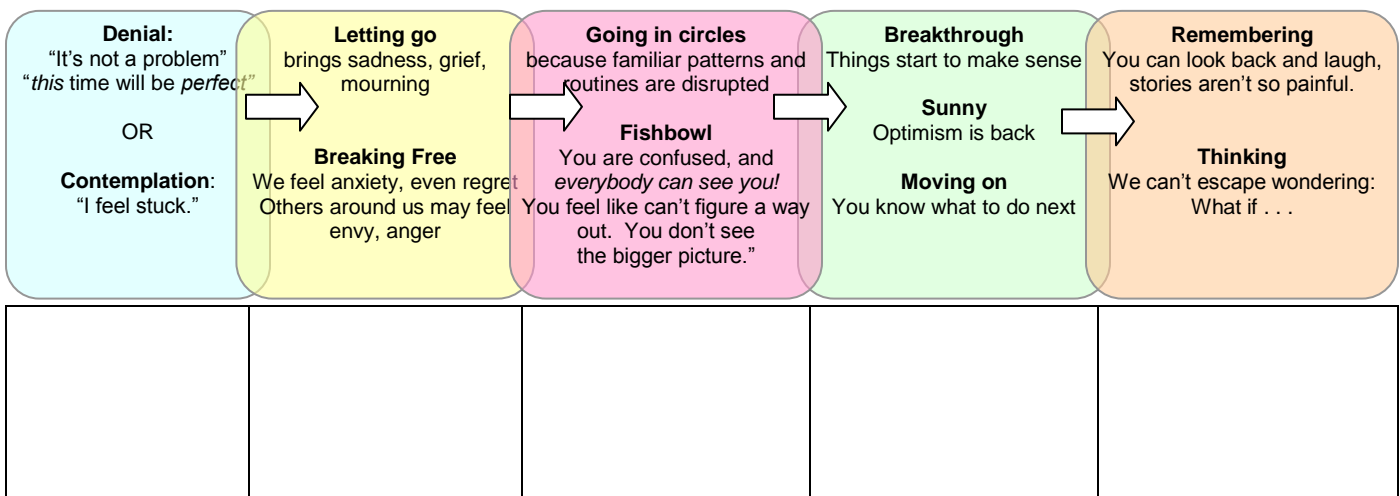 Denial:
“It’s not a problem”
“this time will be perfect”
OR
Contemplation:
“I feel stuck.”
Letting go
brings sadness, grief,
mourning
Breaking Free
We feel anxiety, even regret
Others around us may feel
envy, anger
Going in circles
because familiar patterns and
routines are disrupted
Fishbowl
You are confused, and
everybody can see you!
You feel like can’t figure a way
out. You don’t see
the bigger picture.”
Breakthrough
Things start to make sense
Sunny
Optimism is back
Moving on
You know what to do next
Remembering
You can look back and laugh,
stories aren’t so painful.
Thinking
We can’t escape wondering:
What if . . .